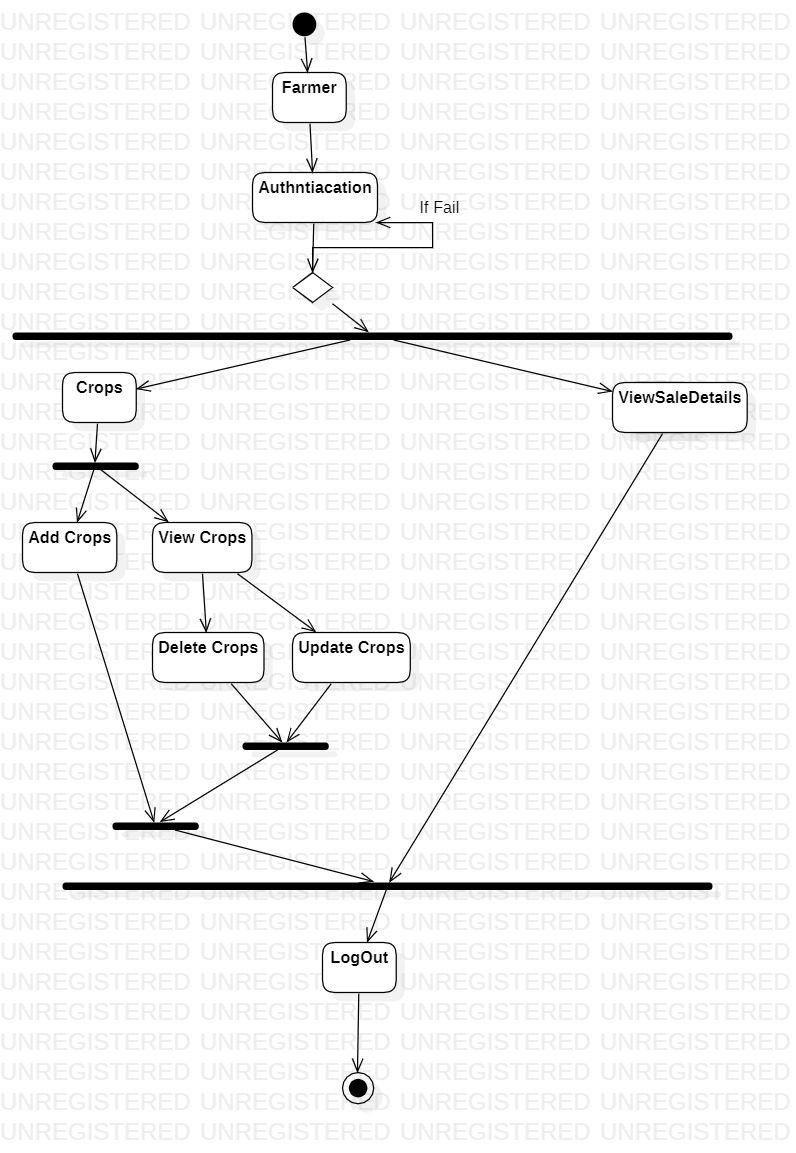 UNREGISTERED UNREGISTERED UNREGISTERED UNREGISTERED
Farmer
Authntiacation
If Fail
Crops
ViewSaleDetails
Add Crops
View Crops
Delete Crops
Update Crops
LogOut